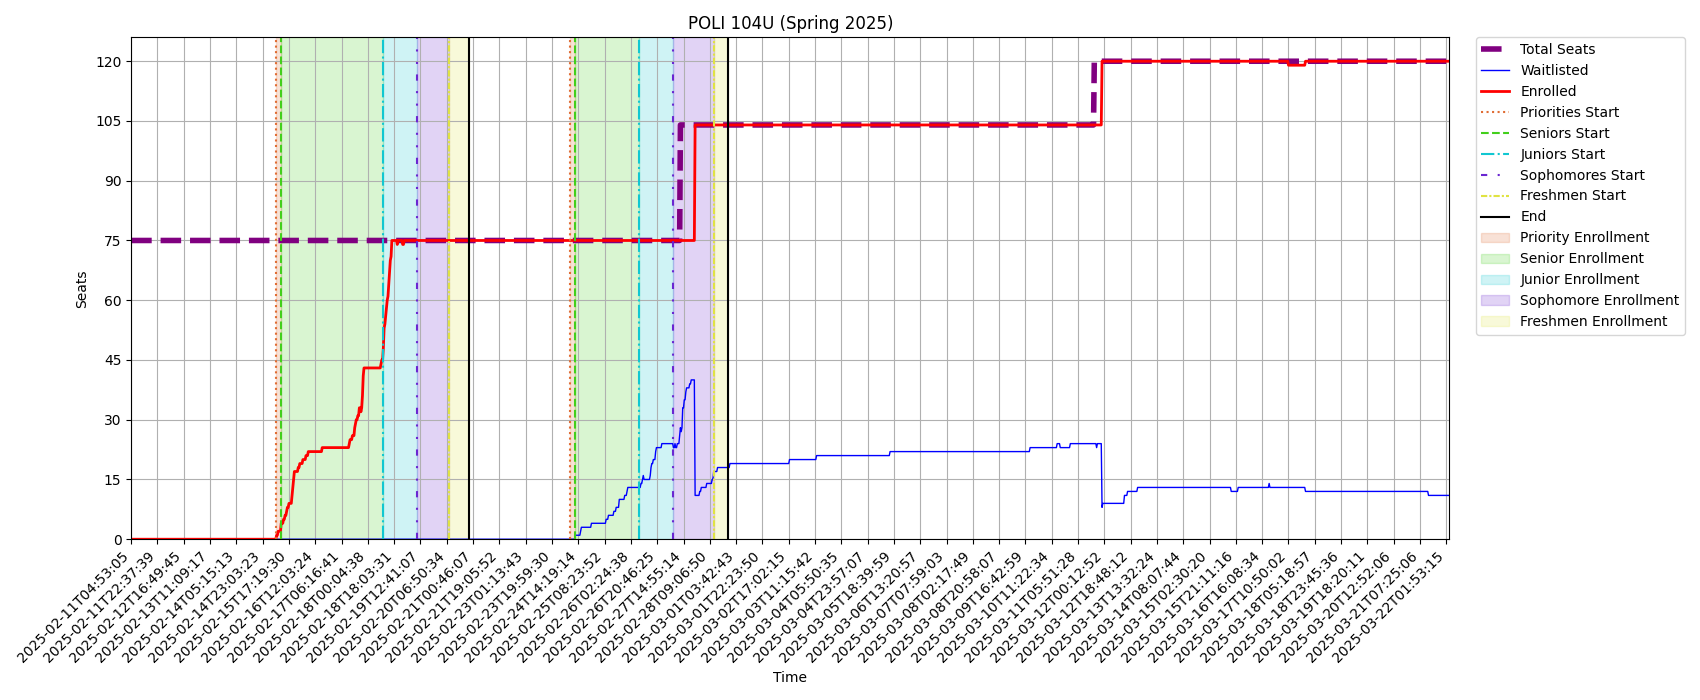 POLI 104U (Spring 2025)
Total Seats
Waitlisted
Enrolled
Priorities Start
Seniors Start
Juniors Start
Sophomores Start
Freshmen Start
End
Priority Enrollment
Senior Enrollment
Junior Enrollment
Sophomore Enrollment
Freshmen Enrollment
Seats
120
105
90
75
60
45
30
15
0
2025-02-11T04:53:05
2025-02-11T22:37:39
2025-02-12T16:49:45
2025-02-13T11:09:17
2025-02-14T05:15:13
2025-02-14T23:03:23
2025-02-15T17:19:30
2025-02-16T12:03:24
2025-02-17T06:16:41
2025-02-18T00:04:38
2025-02-18T18:03:31
2025-02-19T12:41:07
2025-02-20T06:50:34
2025-02-21T00:46:07
2025-02-21T19:05:52
2025-02-23T01:13:43
2025-02-23T19:59:30
2025-02-24T14:19:14
2025-02-25T08:23:52
2025-02-26T02:24:38
2025-02-26T20:46:25
2025-02-27T14:55:14
2025-02-28T09:06:50
2025-03-01T03:42:43
2025-03-01T22:23:50
2025-03-02T17:02:15
2025-03-03T11:15:42
2025-03-04T05:50:35
2025-03-04T23:57:07
2025-03-05T18:39:59
2025-03-06T13:20:57
2025-03-07T07:59:03
2025-03-08T02:17:49
2025-03-08T20:58:07
2025-03-09T16:42:59
2025-03-10T11:22:34
2025-03-11T05:51:28
2025-03-12T00:12:52
2025-03-12T18:48:12
2025-03-13T13:32:24
2025-03-14T08:07:44
2025-03-15T02:30:20
2025-03-15T21:11:16
2025-03-16T16:08:34
2025-03-17T10:50:02
2025-03-18T05:18:57
2025-03-18T23:45:36
2025-03-19T18:20:11
2025-03-20T12:52:06
2025-03-21T07:25:06
2025-03-22T01:53:15
Time